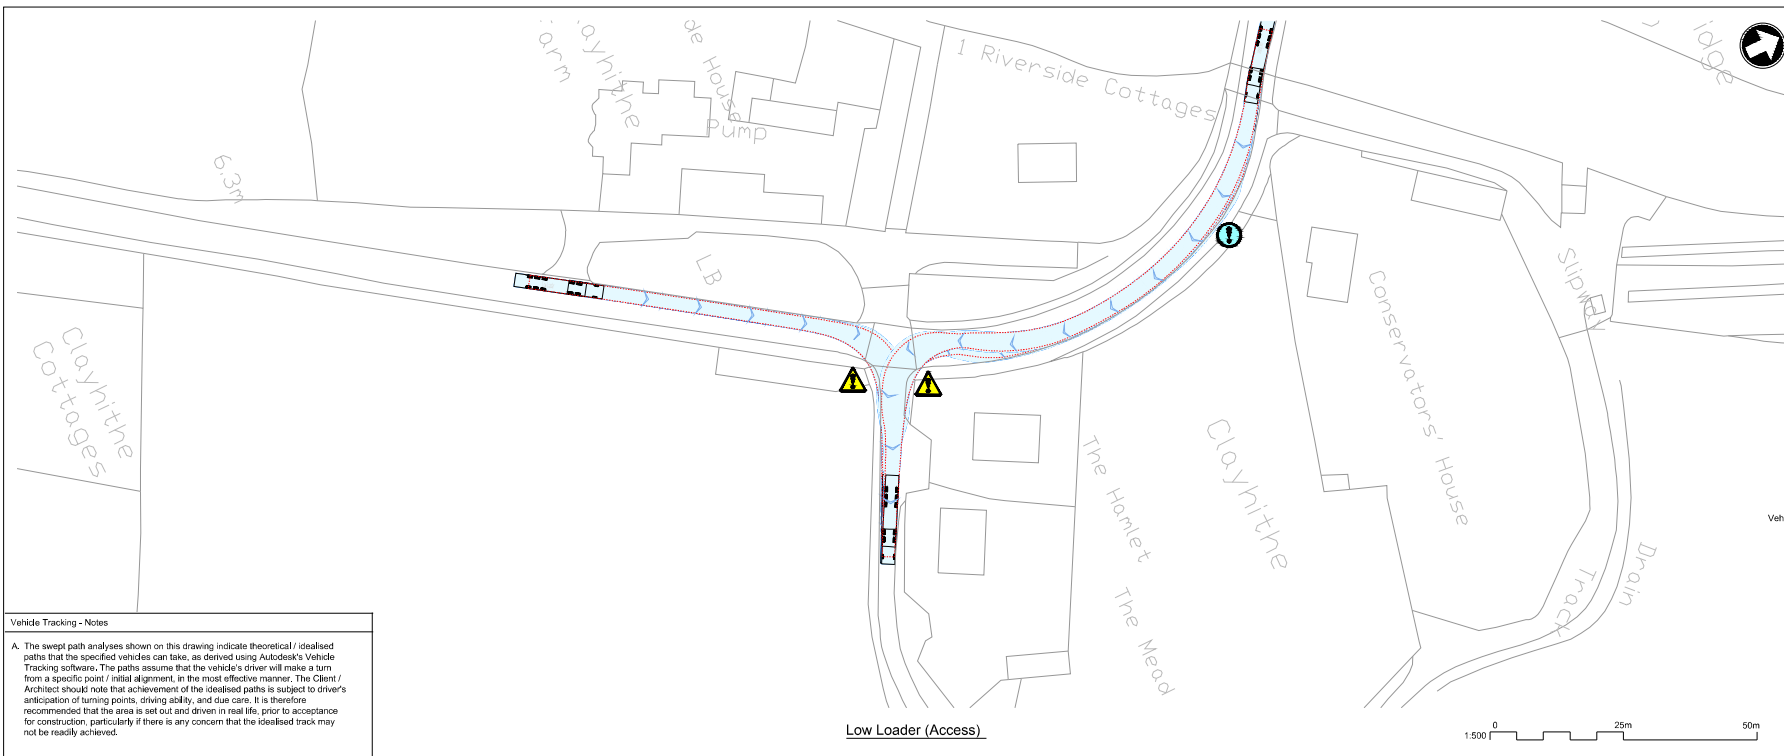 Clayhithe
Farm
de House
Pump
1 Riverside Cottages
idge
6.3m
LB
Clayhithe
Cottages
Slipway
Conservators' House
The Hamlet
Clayhithe
The Mead
Drain
Track
Veh
Vehicle Tracking - Notes
A. The swept path analyses shown on this drawing indicate theoretical / idealised
paths that the specified vehicles can take, as derived using Autodesk's Vehicle
Tracking software. The paths assume that the vehicle's driver will make a turn
from a specific point / initial alignment, in the most effective manner. The Client /
Architect should note that achievement of the idealised paths is subject to driver's
anticipation of turning points, driving ability, and due care. It is therefore
recommended that the area is set out and driven in real life, prior to acceptance
for construction, particularly if there is any concern that the idealised track may
not be readily achieved.
Low Loader (Access)
1:500
0 25m 50m